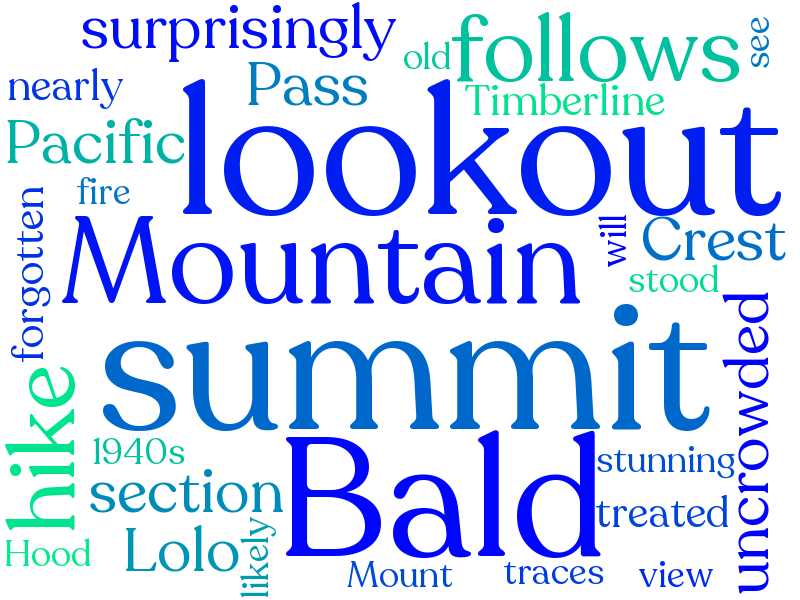 surprisingly
old
follows
see
nearly
Pass
Timberline
Pacific
lookout
fire
forgotten
Mountain
will
Crest
stood
summit
uncrowded
hike
1940s
Bald
stunning
section
treated
Lolo
likely
Hood
Mount
traces
view